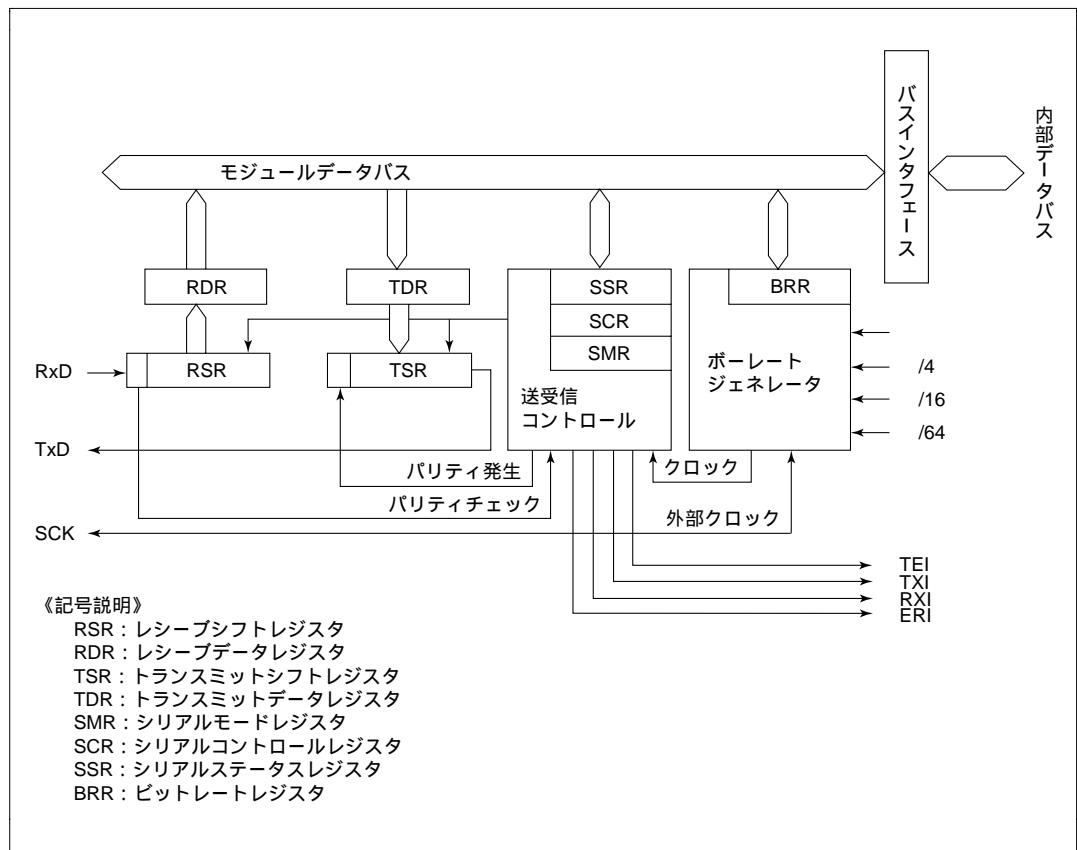 バスインタフェース
内部データバス
モジュールデータバス
RDR
TDR
SSR
BRR
SCR
RxD
RSR
TSR
SMR
ボーレート
ジェネレータ
/4
/16
/64
送受信
コントロール
TxD
パリティ発生
クロック
パリティチェック
SCK
外部クロック
TEI
TXI
RXI
ERI
《記号説明》
RSR：レシーブシフトレジスタ
RDR：レシーブデータレジスタ
TSR：トランスミットシフトレジスタ
TDR：トランスミットデータレジスタ
SMR：シリアルモードレジスタ
SCR：シリアルコントロールレジスタ
SSR：シリアルステータスレジスタ
BRR：ビットレートレジスタ